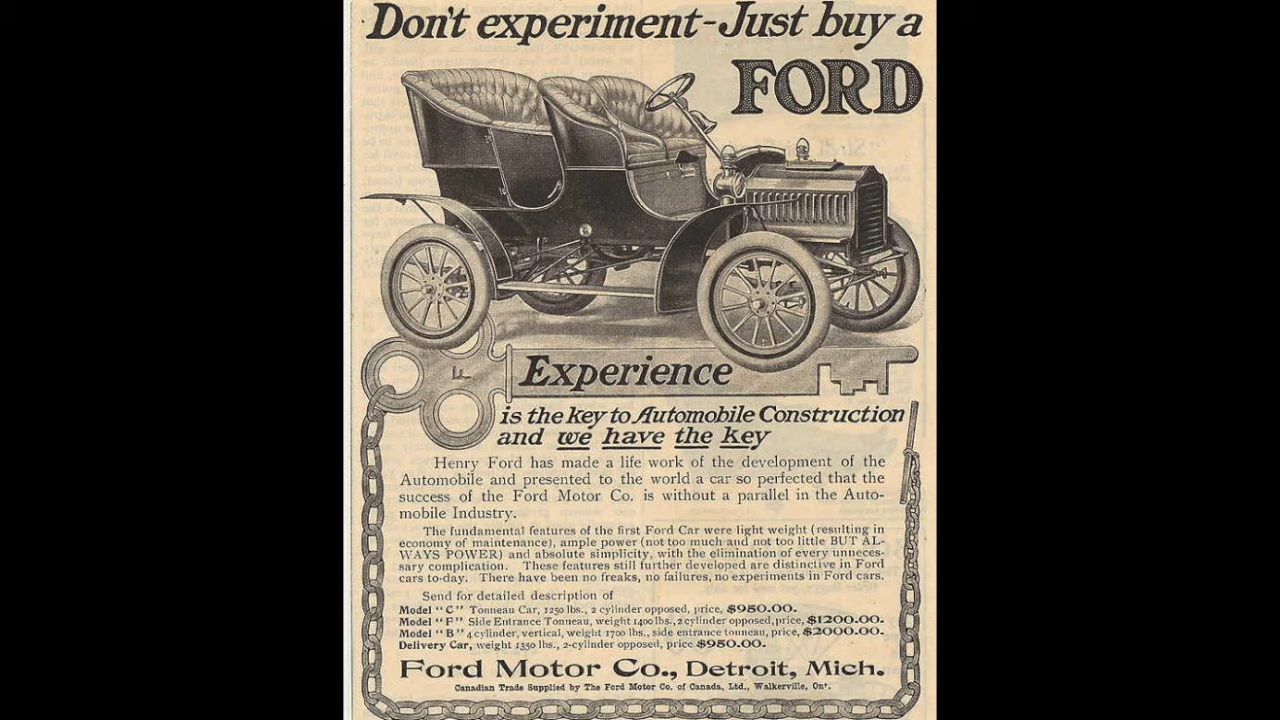 Don't experiment-Just buy a
FORD
F
Experience
is the key to Automobile Construction
and we have the key
Henry Ford has made a life work of the development of the
Automobile and presented to the world a car so perfected that the
success of the Ford Motor Co. is without a parallel in the Auto-
mobile Industry.
The fundamental features of the first Ford Car were light weight (resulting in
economy of maintenance), ample power (not too much and not too little BUT AL-
WAYS POWER) and absolute simplicity, with the elimination of every unneces-
sary complication. These features still further developed are distinctive in Ford
cars to-day. There have been no freaks, no failures, no experiments in Ford cars.
Send for detailed description of
Model "C" Tonneau Car, 1250 lbs., 2 cylinder opposed, price, $950.00.
Model "F" Side Entrance Tonneau, weight 1400 lbs., 2 cylinder opposed, price, $1200.00.
Model "B" 4 cylinder, vertical, weight 1700 lbs., side entrance tonneau, price, $2000.00.
Delivery Car, weight 1350 lbs., 2-cylinder opposed, price $950.00.
Ford Motor Co., Detroit, Mich.
Canadian Trade Supplied by The Ford Motor Co. of Canada, Ltd., Walkerville, Ont.